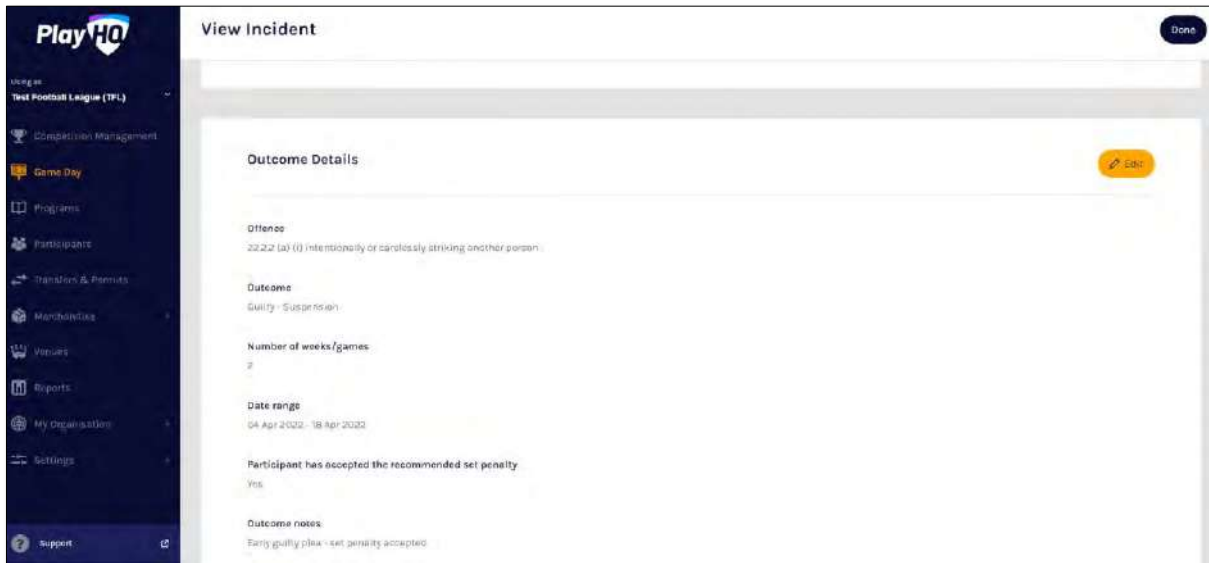 PlayHQ
View Incident
Done
Using as
Test Football League (TFL)
Competition Management
Game Day
Programs
Participants
Transfers & Permits
Merchandise
Venues
Reports
My Organisation
Settings
Support
Outcome Details
Edit
Offence
22.2.2 (a) (i) intentionally or carelessly striking another person
Outcome
Guilty - Suspension
Number of weeks/games
2
Date range
04 Apr 2022 - 18 Apr 2022
Participant has accepted the recommended set penalty
Yes
Outcome notes
Early guilty plea - set penalty accepted